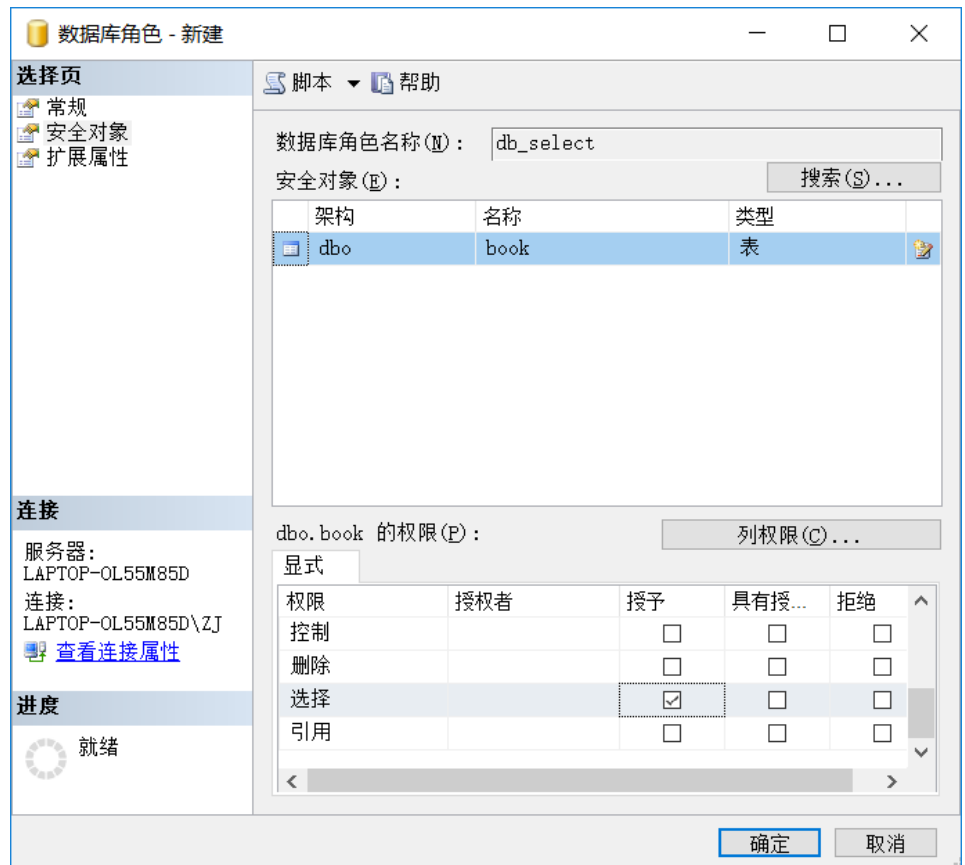 数据库角色 - 新建
选择页
常规
安全对象
扩展属性
脚本 帮助
数据库角色名称(N): db_select
安全对象(E): 搜索(S)...
架构 名称 类型
dbo book 表
dbo.book 的权限(P): 列权限(C)...
显式
权限 授权者 授予 具有授... 拒绝
控制
删除
选择
引用
连接
服务器:
LAPTOP-OL55M85D
连接:
LAPTOP-OL55M85D\ZJ
查看连接属性
进度
就绪
确定 取消